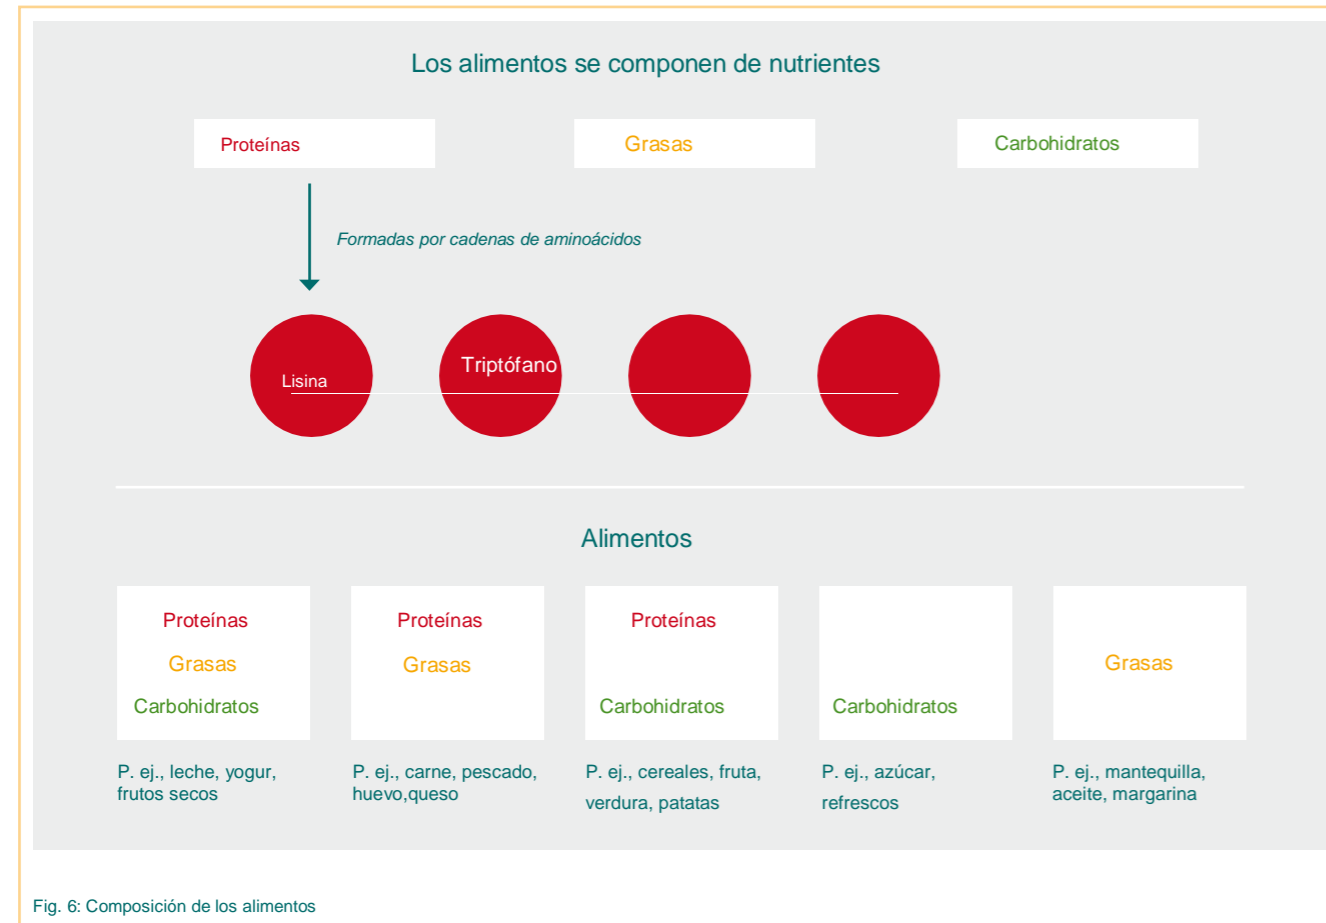 Los alimentos se componen de nutrientes
Proteínas
Grasas
Carbohidratos
Formadas por cadenas de aminoácidos
Lisina
Triptófano
Alimentos
Proteínas
Grasas
Carbohidratos
P. ej., leche, yogur,
frutos secos
Proteínas
Grasas
P. ej., carne, pescado,
huevo,queso
Proteínas
Carbohidratos
P. ej., cereales, fruta,
verdura, patatas
Carbohidratos
P. ej., azúcar,
refrescos
Grasas
P. ej., mantequilla,
aceite, margarina
Fig. 6: Composición de los alimentos